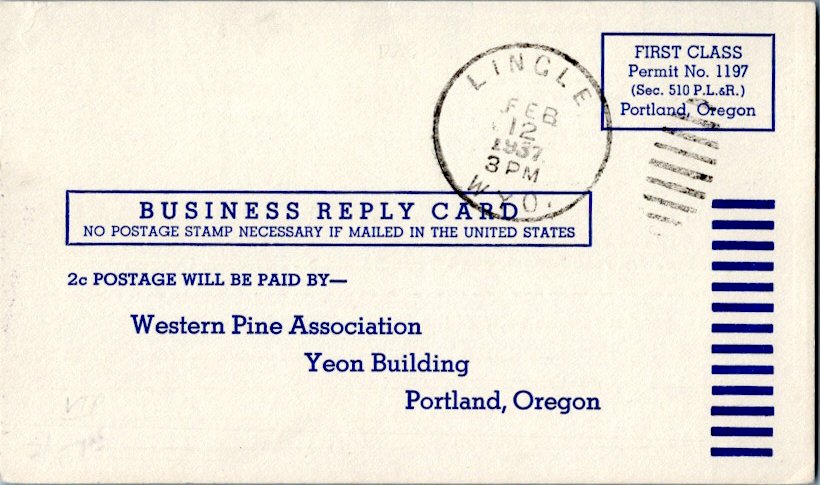 LINGLE
FEB
12
1937
3 PM
WYO.
FIRST CLASS
Permit No. 1197
(Sec. 510 P.L.&R.)
Portland, Oregon
BUSINESS REPLY CARD
NO POSTAGE STAMP NECESSARY IF MAILED IN THE UNITED STATES
2c POSTAGE WILL BE PAID BY—
Western Pine Association
Yeon Building
Portland, Oregon